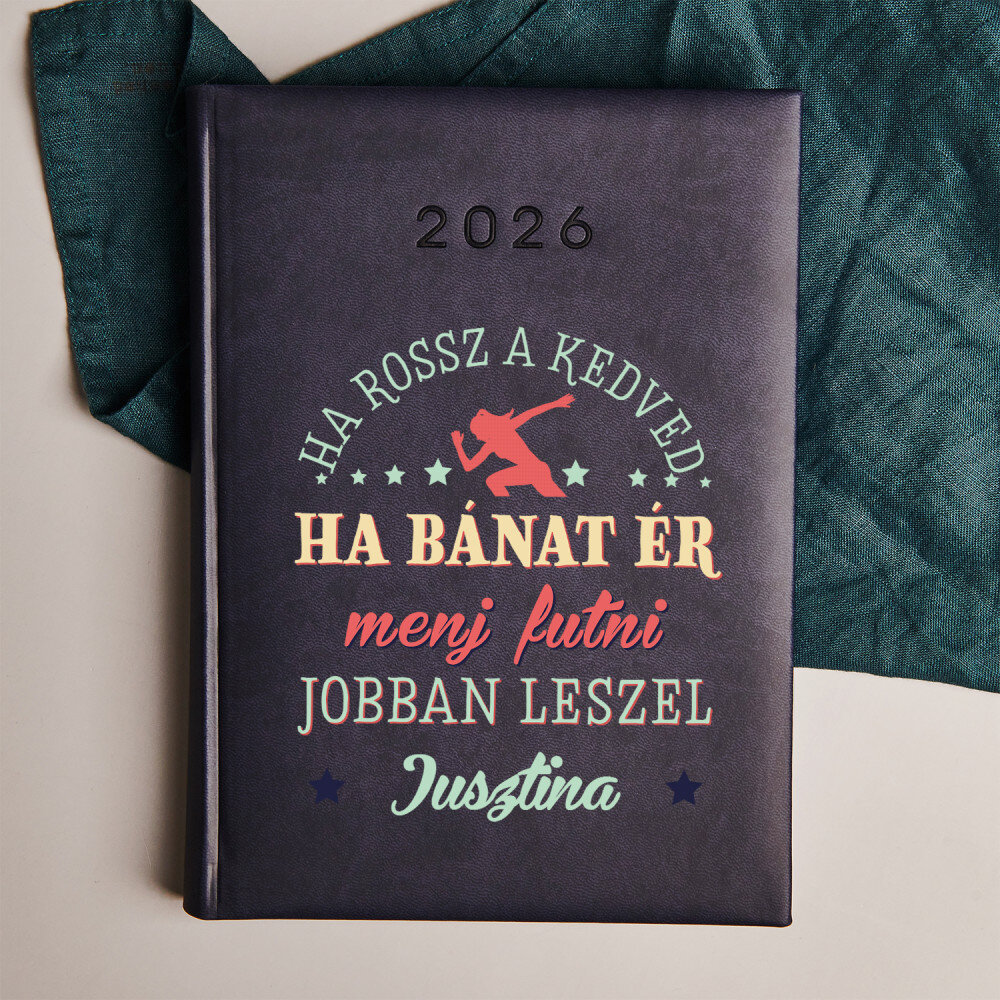 2026
HA ROSSZ A KEDVED
HA BÁNAT ÉR
menj futni
JOBBAN LESZEL
Jusztina